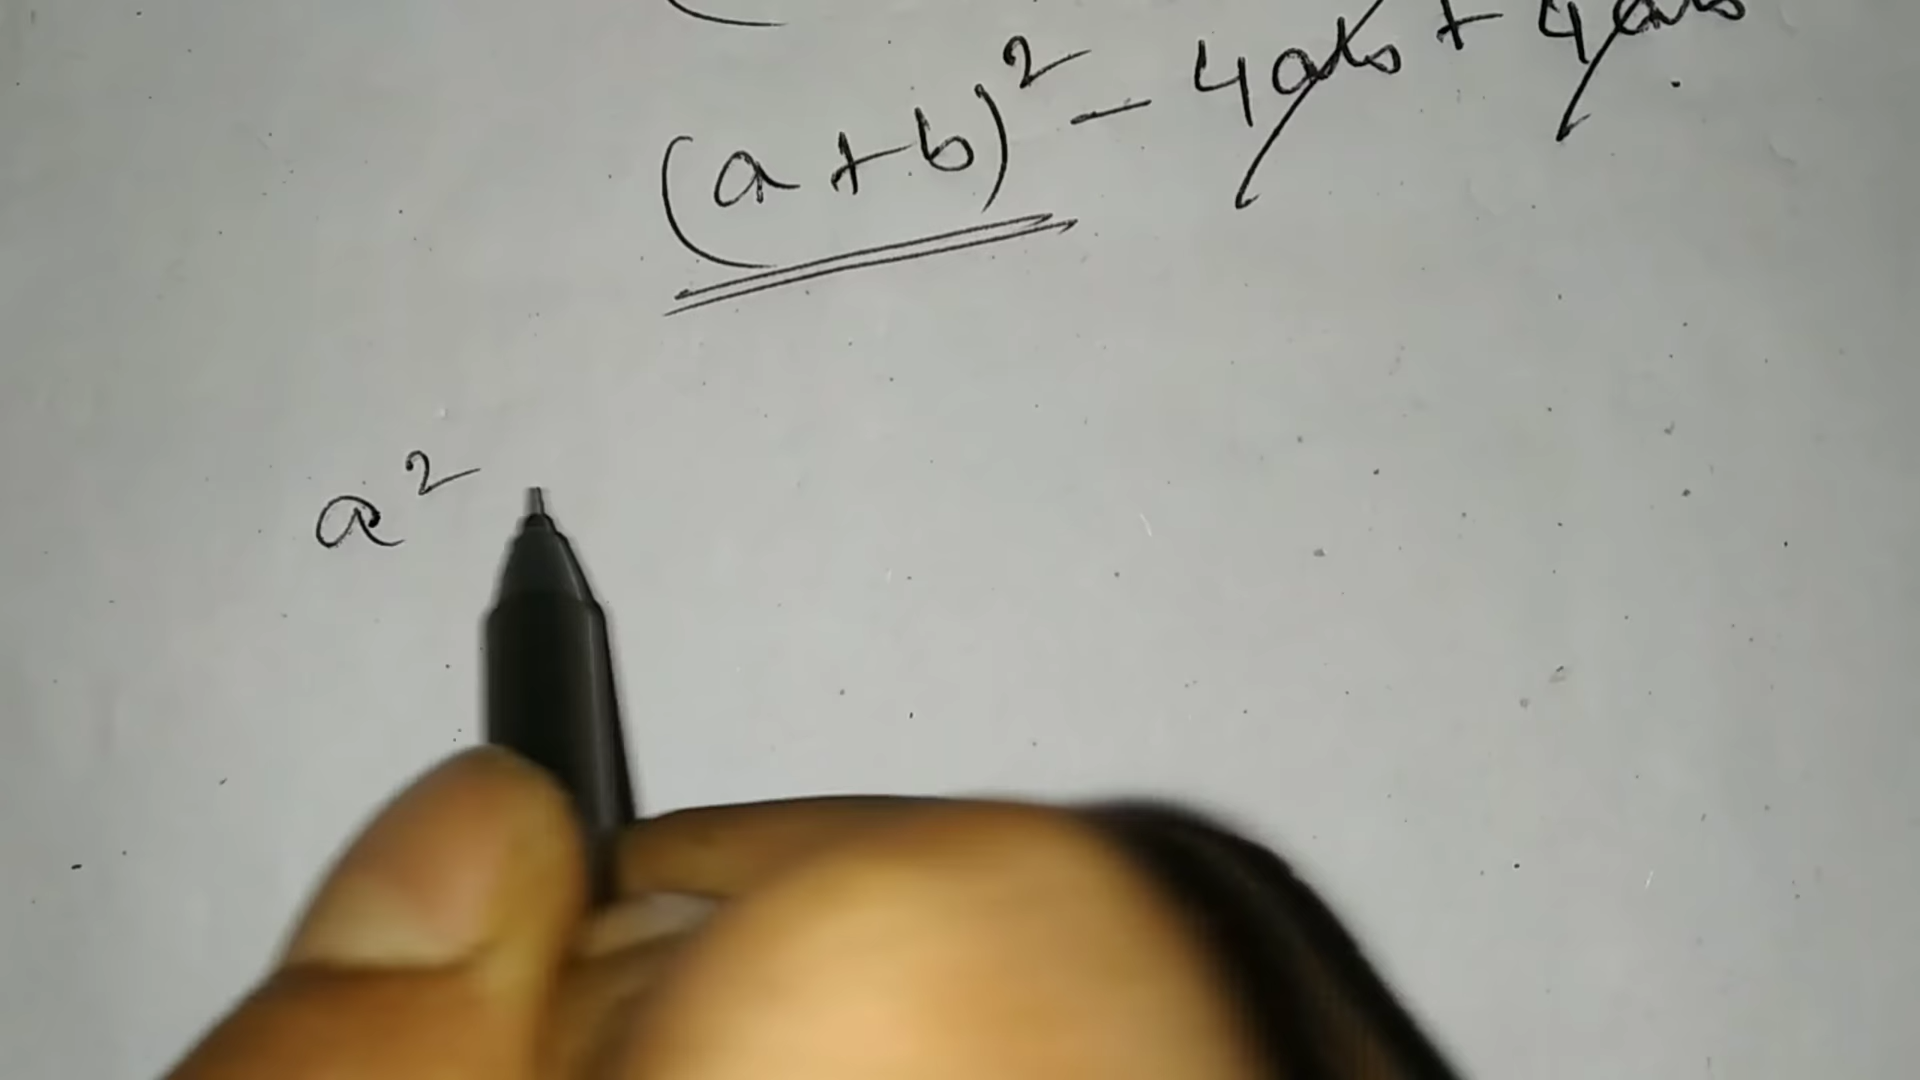 (a+b)² - 4ab + 4ab
a²